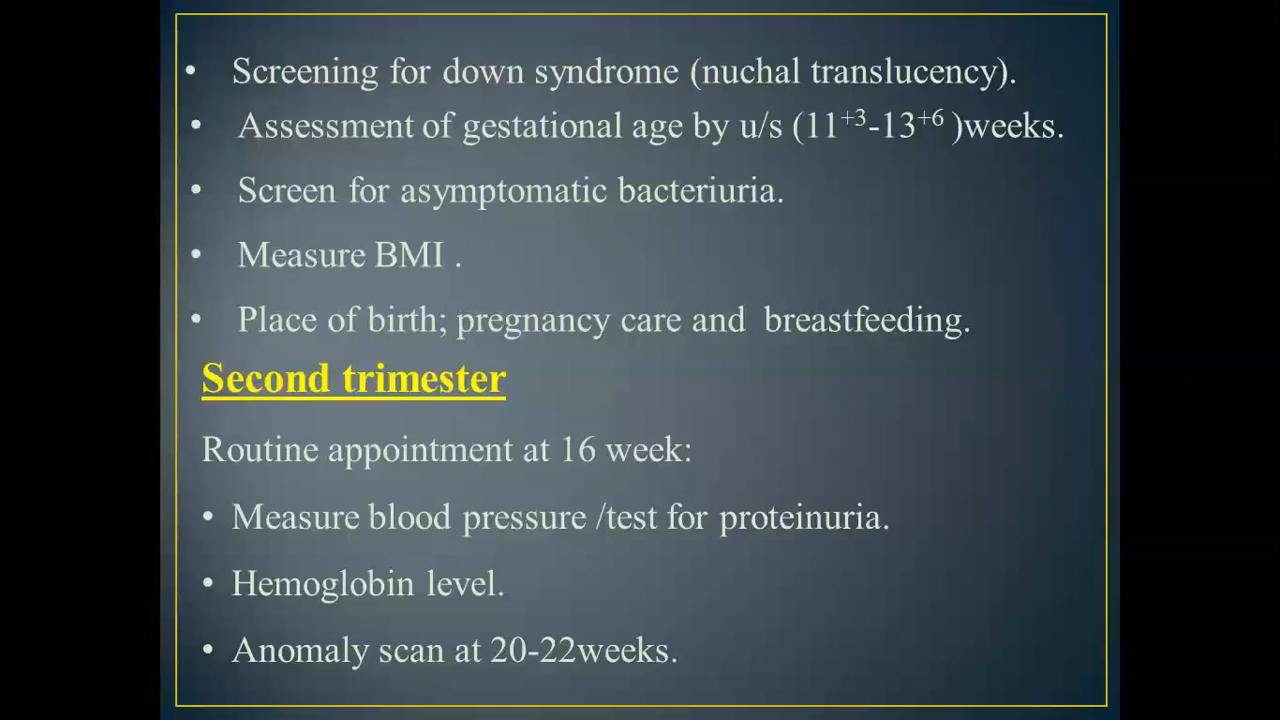 • Screening for down syndrome (nuchal translucency).
• Assessment of gestational age by u/s (11⁺³-13⁺⁶ )weeks.
• Screen for asymptomatic bacteriuria.
• Measure BMI .
• Place of birth; pregnancy care and breastfeeding.
Second trimester
Routine appointment at 16 week:
• Measure blood pressure /test for proteinuria.
• Hemoglobin level.
• Anomaly scan at 20-22weeks.